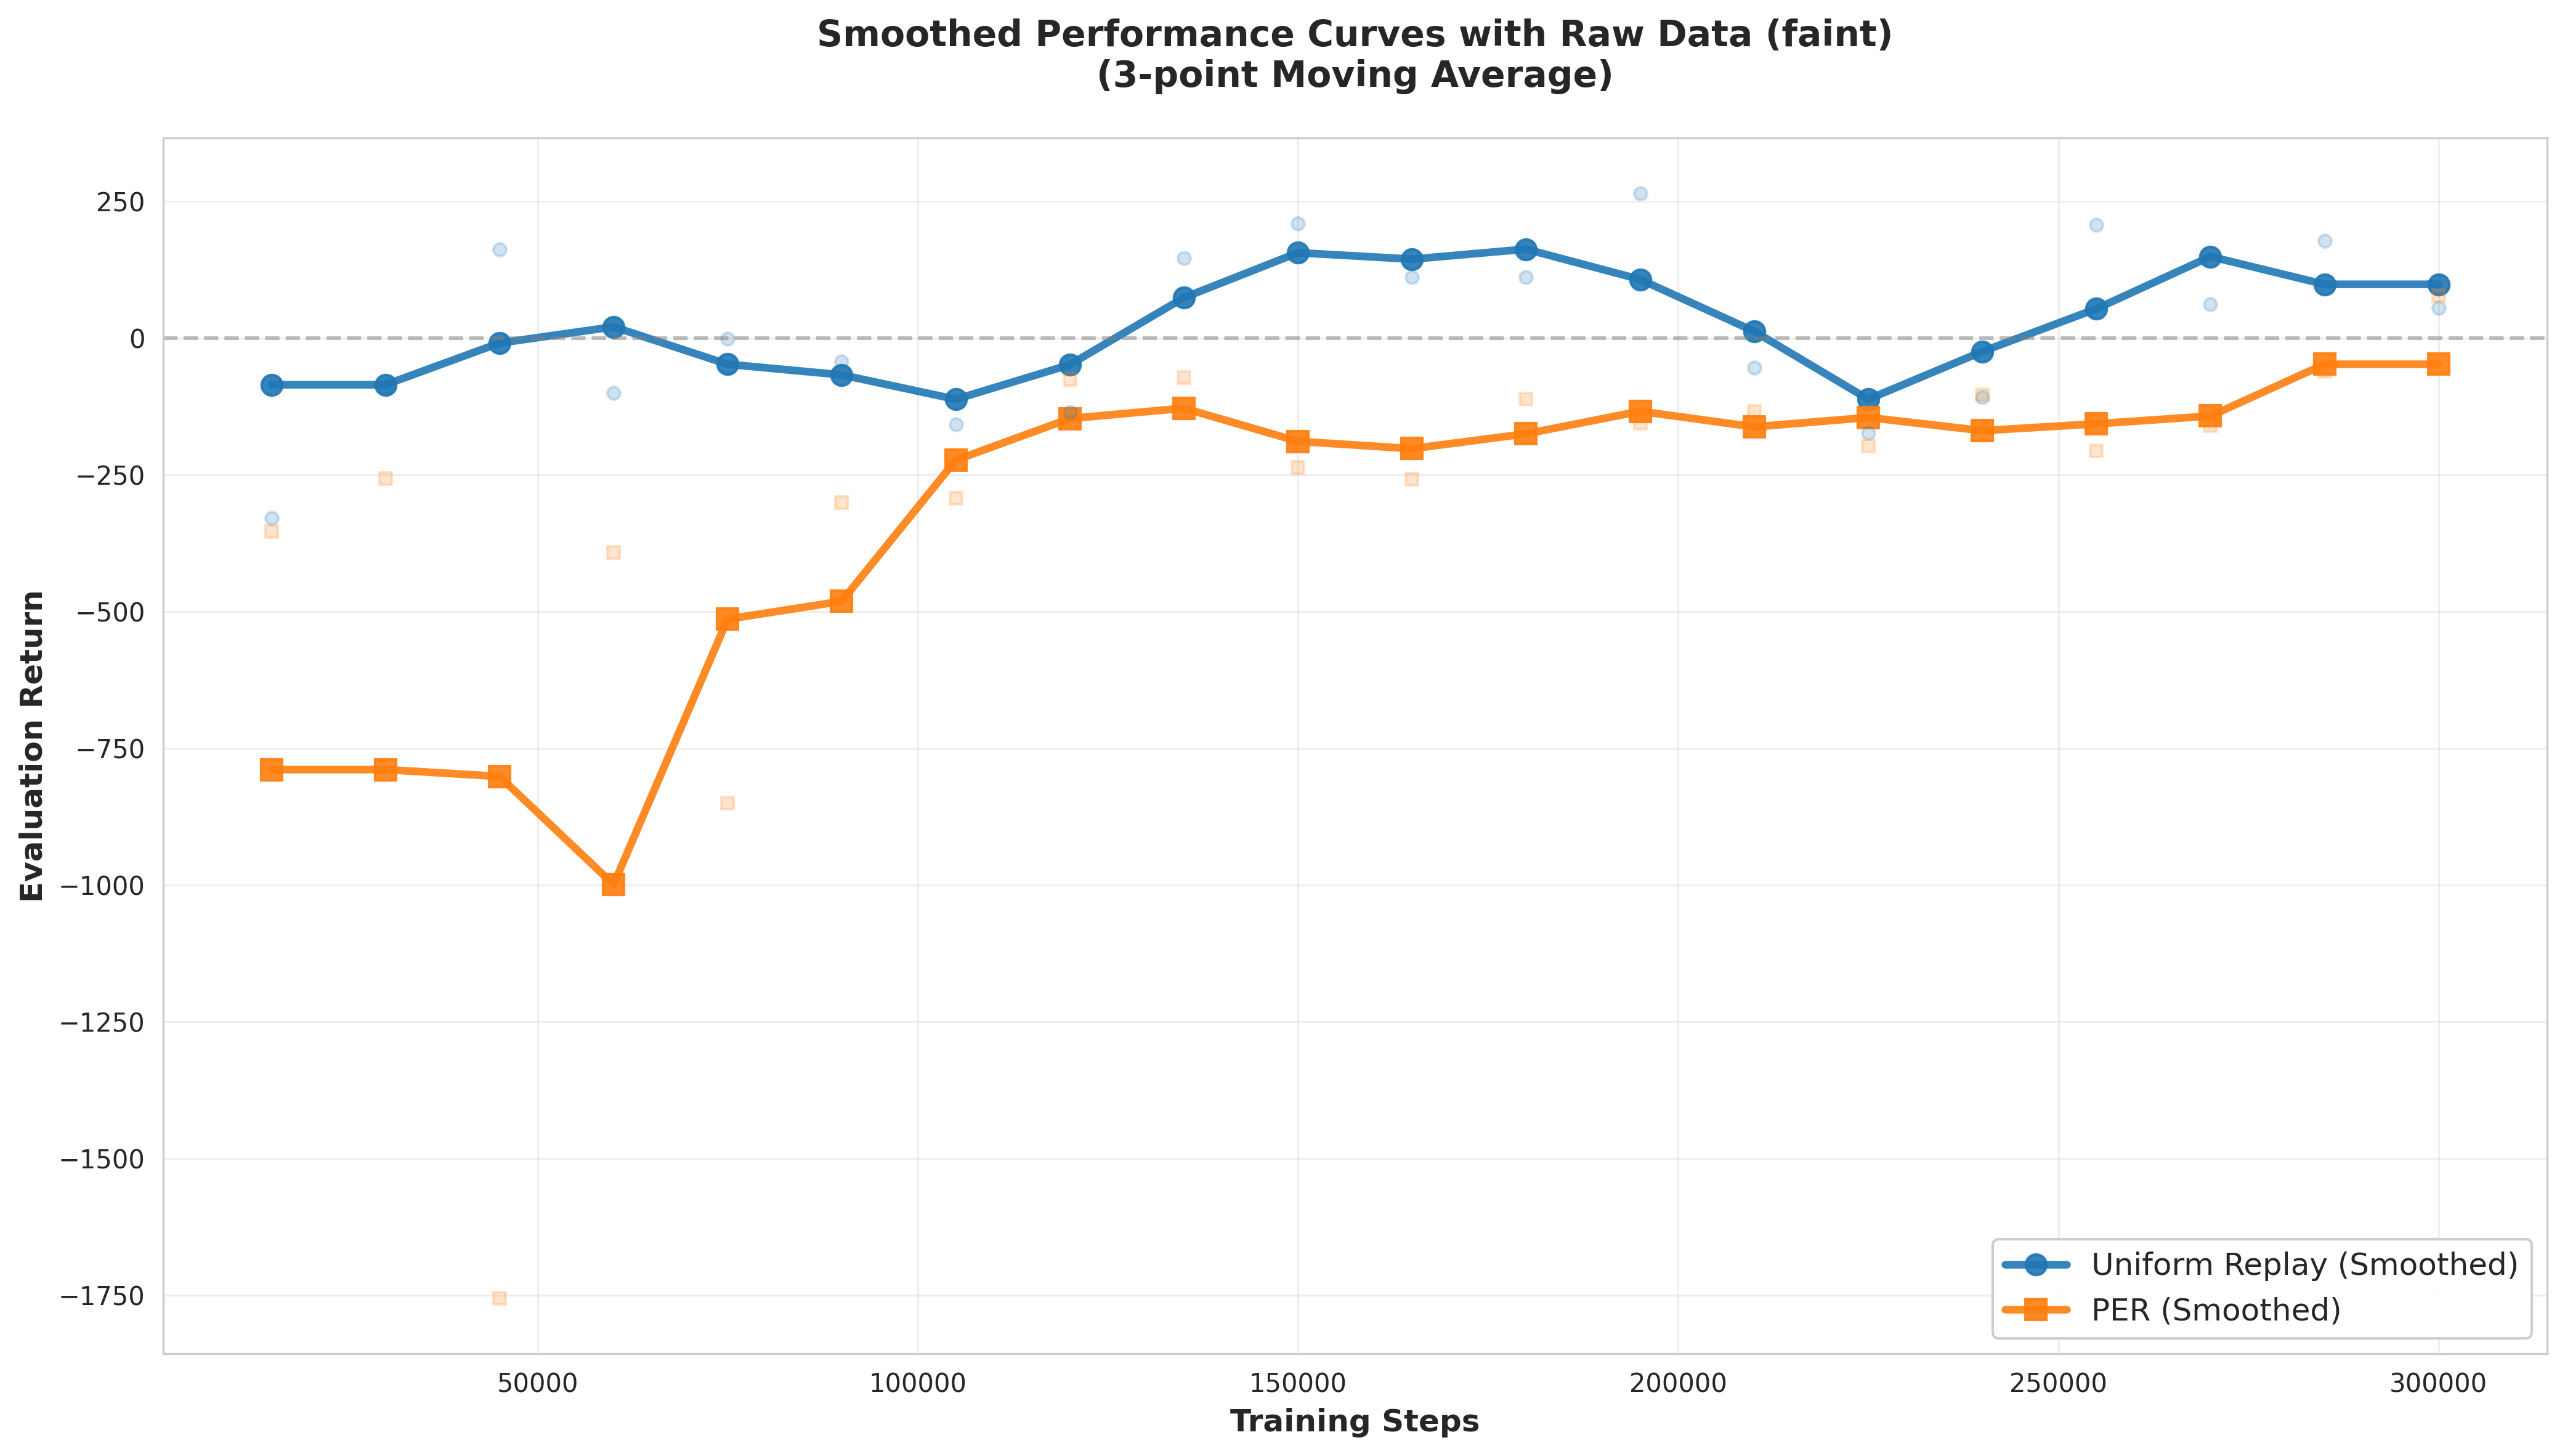 Smoothed Performance Curves with Raw Data (faint)
(3-point Moving Average)
Evaluation Return
250
0
−250
−500
−750
−1000
−1250
−1500
−1750
Uniform Replay (Smoothed)
PER (Smoothed)
50000 100000 150000 200000 250000 300000
Training Steps